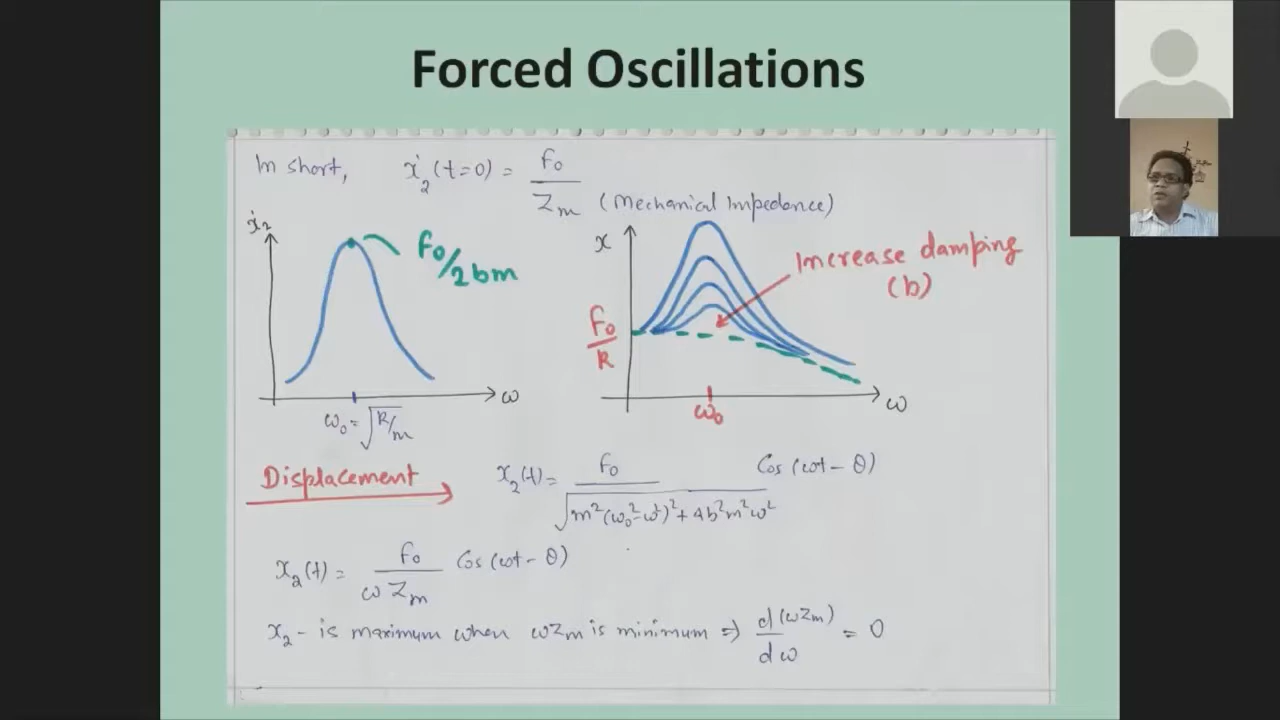 Forced Oscillations
In short, ẋ₂(t=0) = F₀/Zm (Mechanical Impedance)
ẋ₂
F₀/2bm
ω
ω₀ = √k/m
x
Increase damping
(b)
F₀/k
ω₀
ω
Displacement
x₂(t) = F₀/√m²(ω₀²-ω²)² + 4b²m²ω² Cos(ωt - θ)
x₂(t) = F₀/ωZm Cos(ωt - θ)
x₂ - is maximum when ωZm is minimum ⇒ d(ωZm)/dω = 0